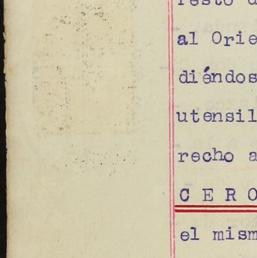 resto d
al Orie
diéndos
utensil
recho a
C E R O
el mism